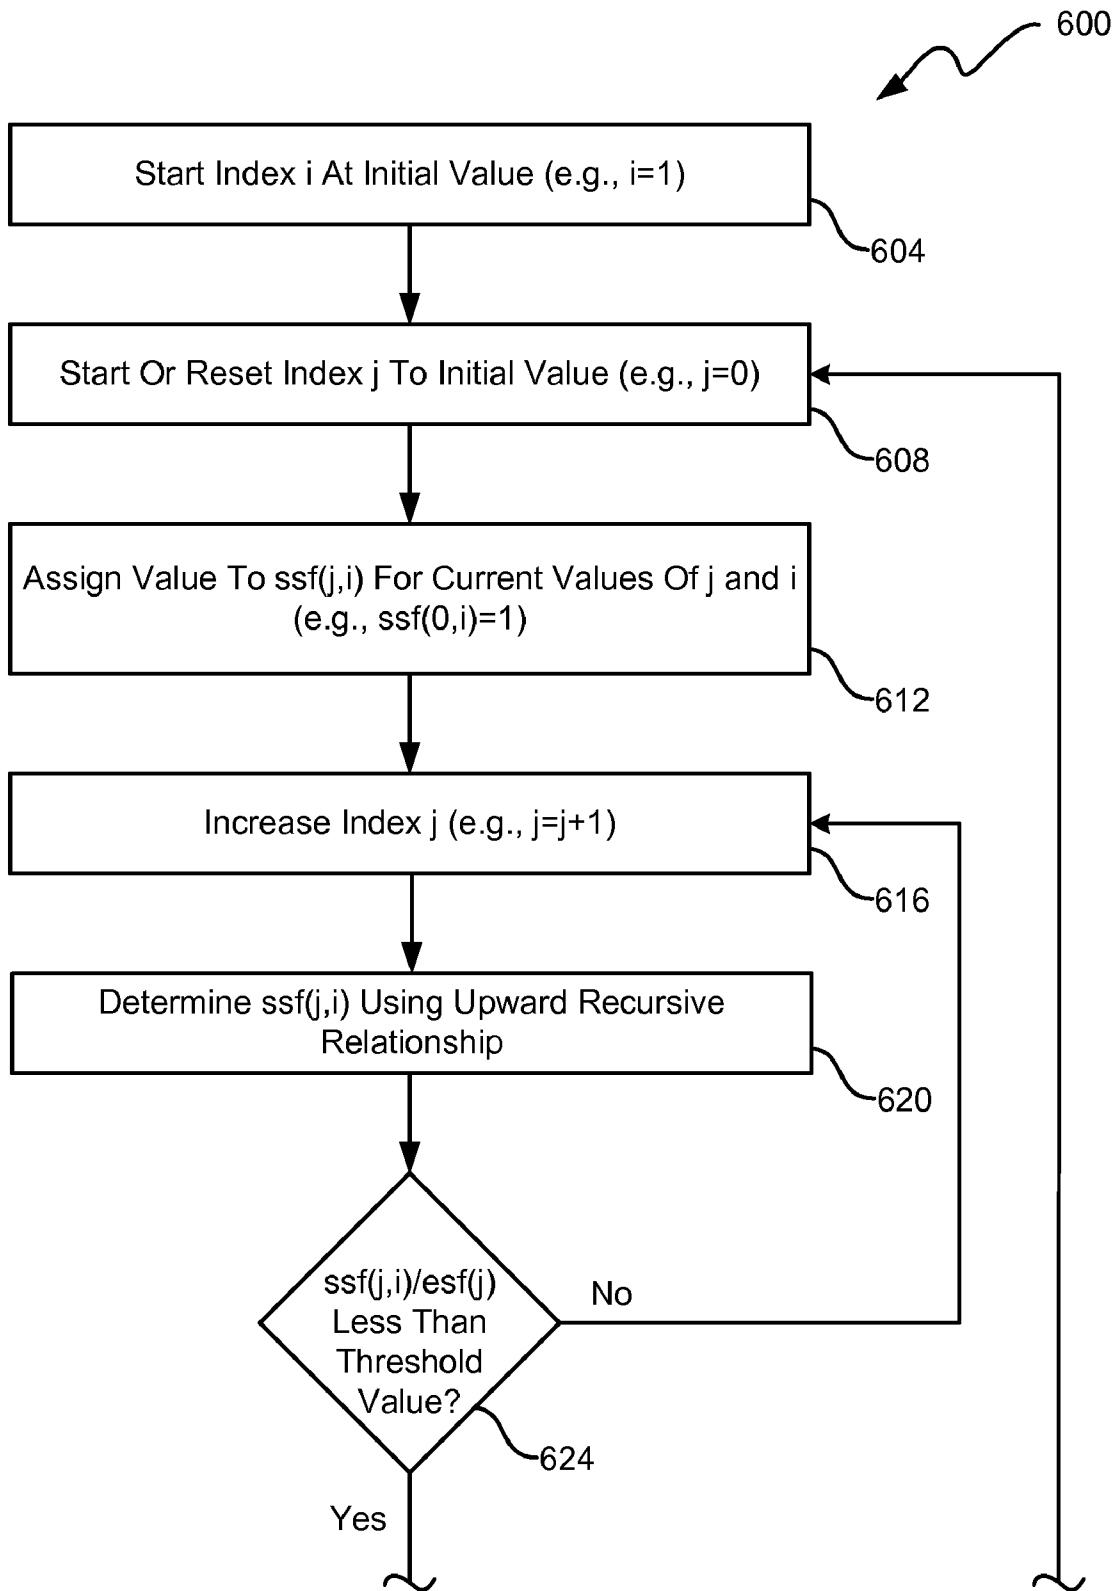 600
Start Index i At Initial Value (e.g., i=1)
604
Start Or Reset Index j To Initial Value (e.g., j=0)
608
Assign Value To ssf(j,i) For Current Values Of j and i
(e.g., ssf(0,i)=1)
612
Increase Index j (e.g., j=j+1)
616
Determine ssf(j,i) Using Upward Recursive
Relationship
620
ssf(j,i)/esf(j)
Less Than
Threshold
Value?
No
624
Yes